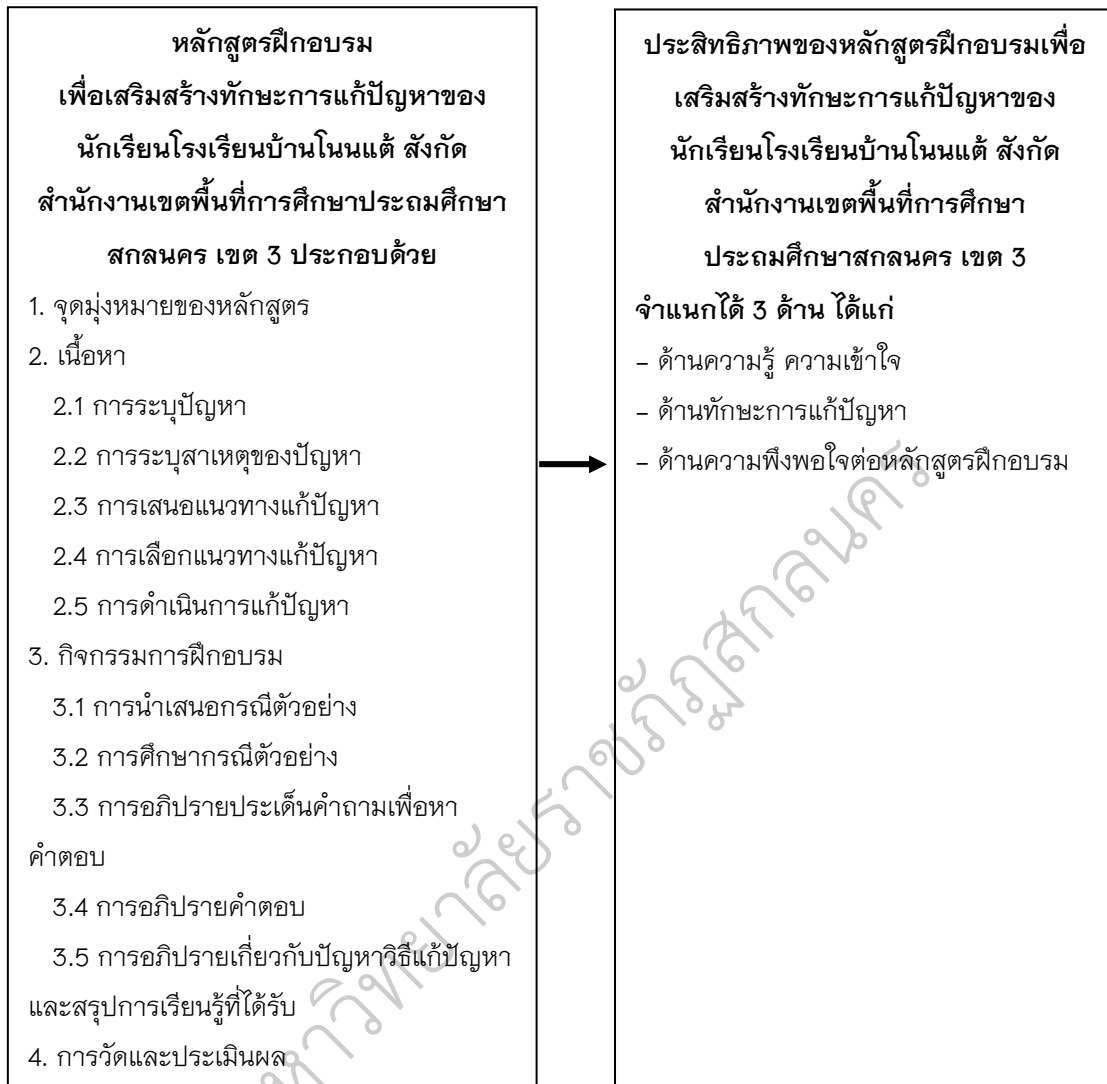 หลักสูตรฝึกอบรม
เพื่อเสริมสร้างทักษะการแก้ปัญหาของ
นักเรียนโรงเรียนบ้านโนนแต้ สังกัด
สำนักงานเขตพื้นที่การศึกษาประถมศึกษา
สกลนคร เขต 3 ประกอบด้วย
1. จุดมุ่งหมายของหลักสูตร
2. เนื้อหา
2.1 การระบุปัญหา
2.2 การระบุสาเหตุของปัญหา
2.3 การเสนอแนวทางแก้ปัญหา
2.4 การเลือกแนวทางแก้ปัญหา
2.5 การดำเนินการแก้ปัญหา
3. กิจกรรมการฝึกอบรม
3.1 การนำเสนอกรณีตัวอย่าง
3.2 การศึกษากรณีตัวอย่าง
3.3 การอภิปรายประเด็นคำถามเพื่อหา
คำตอบ
3.4 การอภิปรายคำตอบ
3.5 การอภิปรายเกี่ยวกับปัญหาวิธีแก้ปัญหา
และสรุปการเรียนรู้ที่ได้รับ
4. การวัดและประเมินผล
ประสิทธิภาพของหลักสูตรฝึกอบรมเพื่อ
เสริมสร้างทักษะการแก้ปัญหาของ
นักเรียนโรงเรียนบ้านโนนแต้ สังกัด
สำนักงานเขตพื้นที่การศึกษา
ประถมศึกษาสกลนคร เขต 3
จำแนกได้ 3 ด้าน ได้แก่
– ด้านความรู้ ความเข้าใจ
– ด้านทักษะการแก้ปัญหา
– ด้านความพึงพอใจต่อหลักสูตรฝึกอบรม
หาวิทยาลัยราชภัฏสกลนคร